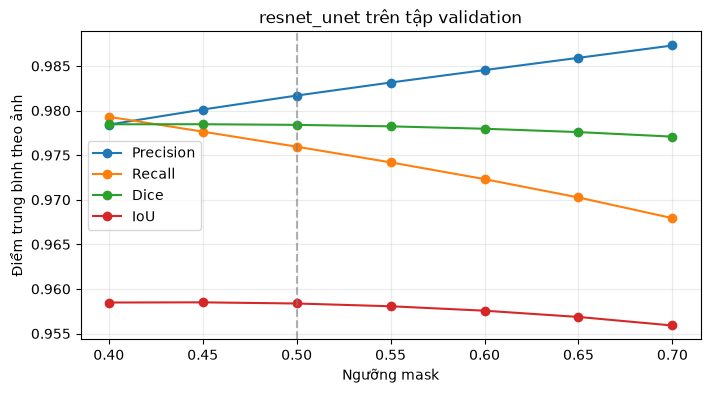 resnet_unet trên tập validation
Điểm trung bình theo ảnh
0.985
0.980
0.975
0.970
0.965
0.960
0.955
Precision
Recall
Dice
IoU
0.40 0.45 0.50 0.55 0.60 0.65 0.70
Ngưỡng mask